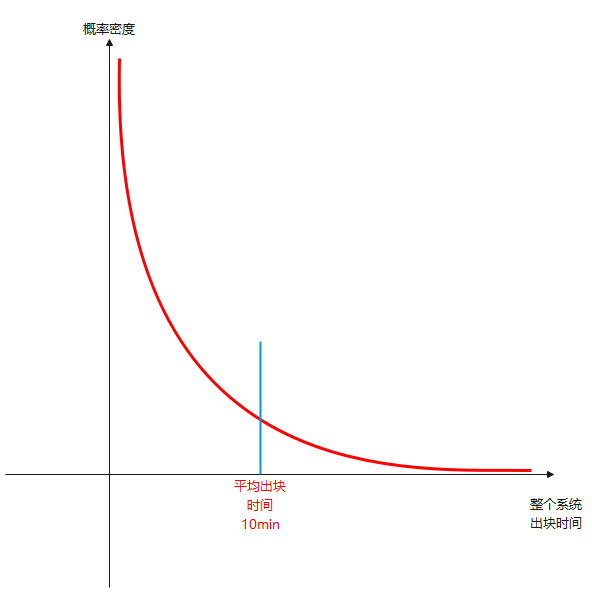 概率密度
平均出块
时间
10min
整个系统
出块时间